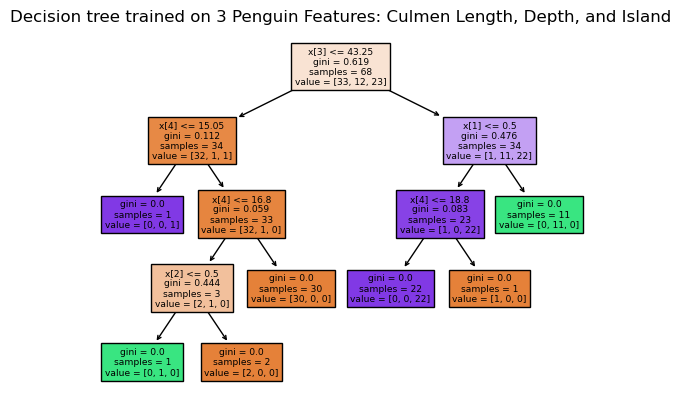 Decision tree trained on 3 Penguin Features: Culmen Length, Depth, and Island
x[3] <= 43.25
gini = 0.619
samples = 68
value = [33, 12, 23]
x[4] <= 15.05
gini = 0.112
samples = 34
value = [32, 1, 1]
x[1] <= 0.5
gini = 0.476
samples = 34
value = [1, 11, 22]
gini = 0.0
samples = 1
value = [0, 0, 1]
x[4] <= 16.8
gini = 0.059
samples = 33
value = [32, 1, 0]
x[4] <= 18.8
gini = 0.083
samples = 23
value = [1, 0, 22]
gini = 0.0
samples = 11
value = [0, 11, 0]
x[2] <= 0.5
gini = 0.444
samples = 3
value = [2, 1, 0]
gini = 0.0
samples = 30
value = [30, 0, 0]
gini = 0.0
samples = 22
value = [0, 0, 22]
gini = 0.0
samples = 1
value = [1, 0, 0]
gini = 0.0
samples = 1
value = [0, 1, 0]
gini = 0.0
samples = 2
value = [2, 0, 0]